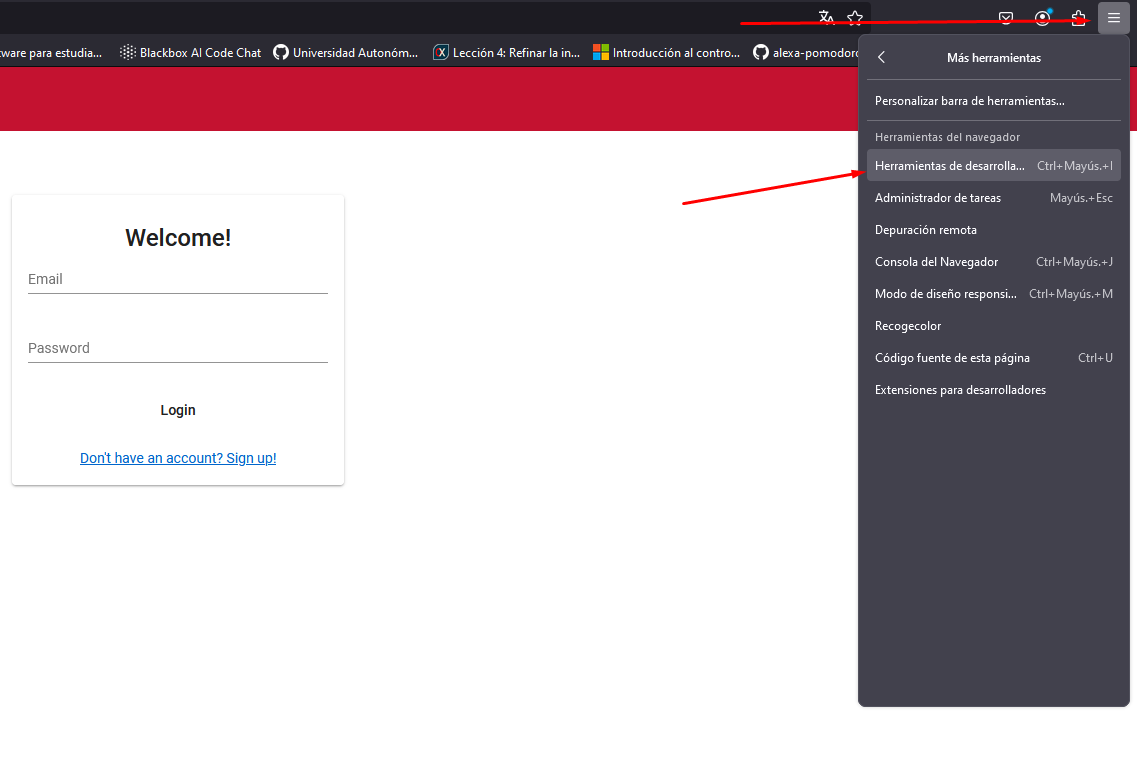 ware para estudia... Blackbox AI Code Chat Universidad Autonóm... Lección 4: Refinar la in... Introducción al contro... alexa-pomodoro
Más herramientas
Personalizar barra de herramientas...
Herramientas del navegador
Herramientas de desarrolla... Ctrl+Mayús.+I
Administrador de tareas Mayús.+Esc
Depuración remota
Consola del Navegador Ctrl+Mayús.+J
Modo de diseño responsi... Ctrl+Mayús.+M
Recogecolor
Código fuente de esta página Ctrl+U
Extensiones para desarrolladores
Welcome!
Email
Password
Login
Don't have an account? Sign up!